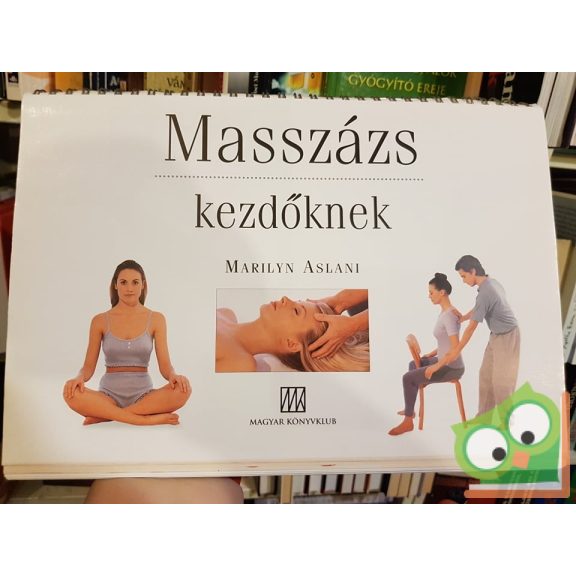 GYÓGYÍTÓ EREJE
Masszázs
kezdőknek
MARILYN ASLANI
MAGYAR KÖNYVKLUB